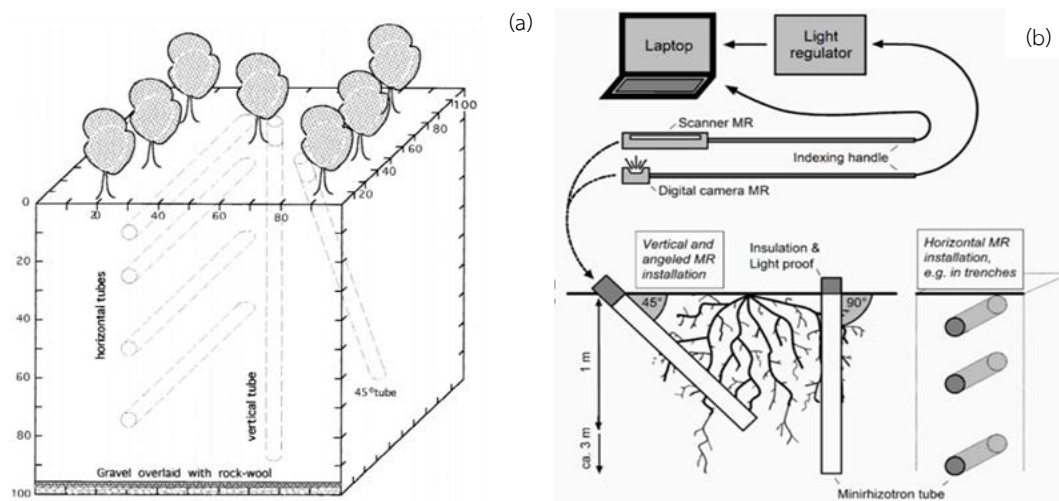 (a)
100
80
60
40
20
0
20
40
60
80
20
40
60
80
100
horizontal tubes
vertical tube
45° tube
Gravel overlaid with rock-wool
(b)
Laptop
Light
regulator
Scanner MR
Indexing handle
Digital camera MR
Vertical and
angeled MR
installation
Insulation &
Light proof
Horizontal MR
installation,
e.g. in trenches
45°
90°
1 m
ca. 3 m
Minirhizotron tube